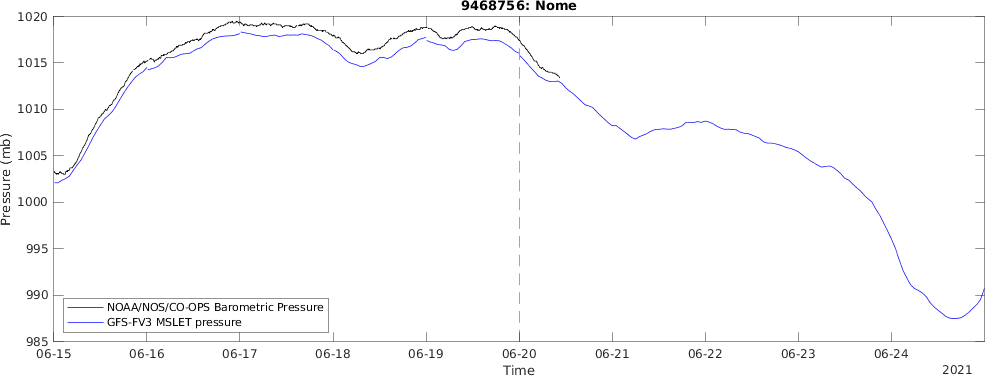 9468756: Nome
1020
1015
1010
1005
1000
995
990
985
Pressure (mb)
NOAA/NOS/CO-OPS Barometric Pressure
GFS-FV3 MSLET pressure
06-15 06-16 06-17 06-18 06-19 06-20 06-21 06-22 06-23 06-24
Time
2021